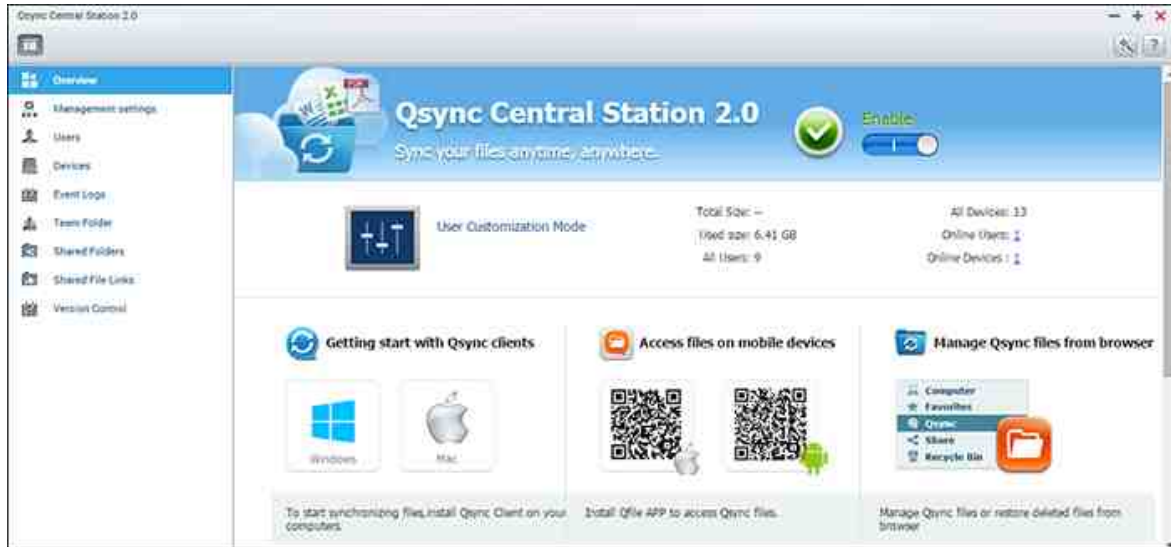 Qsync Central Station 2.0
Overview
Management settings
Users
Devices
Event Logs
Team Folder
Shared Folders
Shared File Links
Version Control
Qsync Central Station 2.0
Sync your files anytime, anywhere.
Enable
User Customization Mode
Total Size: --
Used size: 6.41 GB
All Users: 9
All Devices: 13
Online Users: 1
Online Devices : 1
Getting start with Qsync clients
Windows
Mac
To start synchronizing files,install Qsync Client on your
computers.
Access files on mobile devices
Install Qfile APP to access Qsync files.
Manage Qsync files from browser
Computer
Favorites
Qsync
Share
Recycle Bin
Manage Qsync files or restore deleted files from
browser